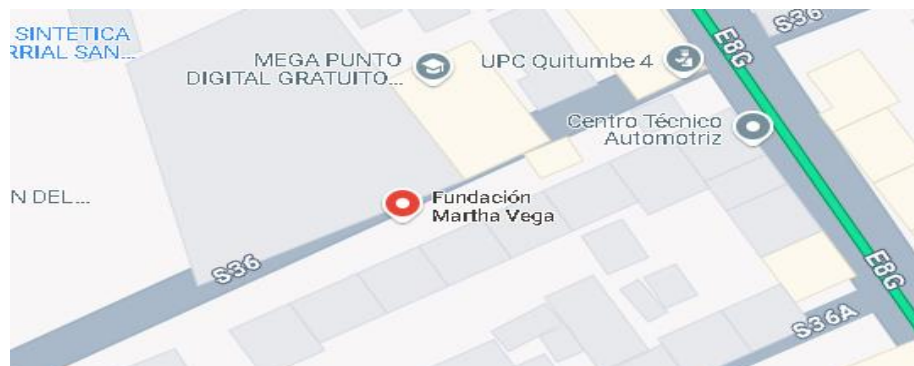 SINTETICA
RRIAL SAN...
MEGA PUNTO
DIGITAL GRATUITO...
UPC Quitumbe 4
E8G
S36
Centro Técnico
Automotriz
N DEL...
Fundación
Martha Vega
S36
E8G
S36A